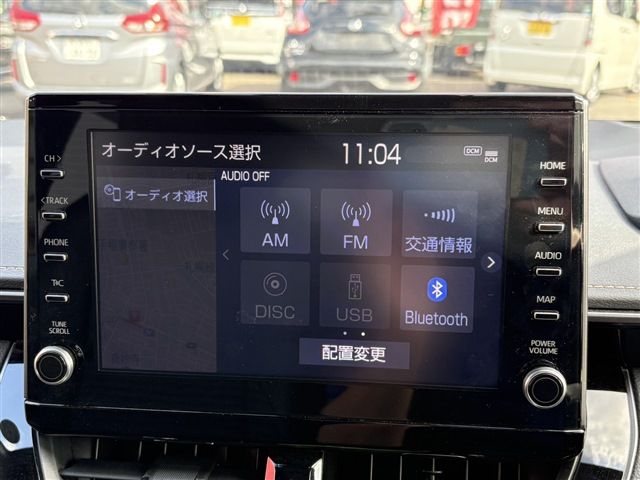 オーディオソース選択
11:04
DCM
DCM
オーディオ選択
AUDIO OFF
AM
FM
交通情報
DISC
USB
Bluetooth
配置変更
CH >
< TRACK
PHONE
T&C
TUNE
SCROLL
HOME
MENU
AUDIO
MAP
POWER
VOLUME